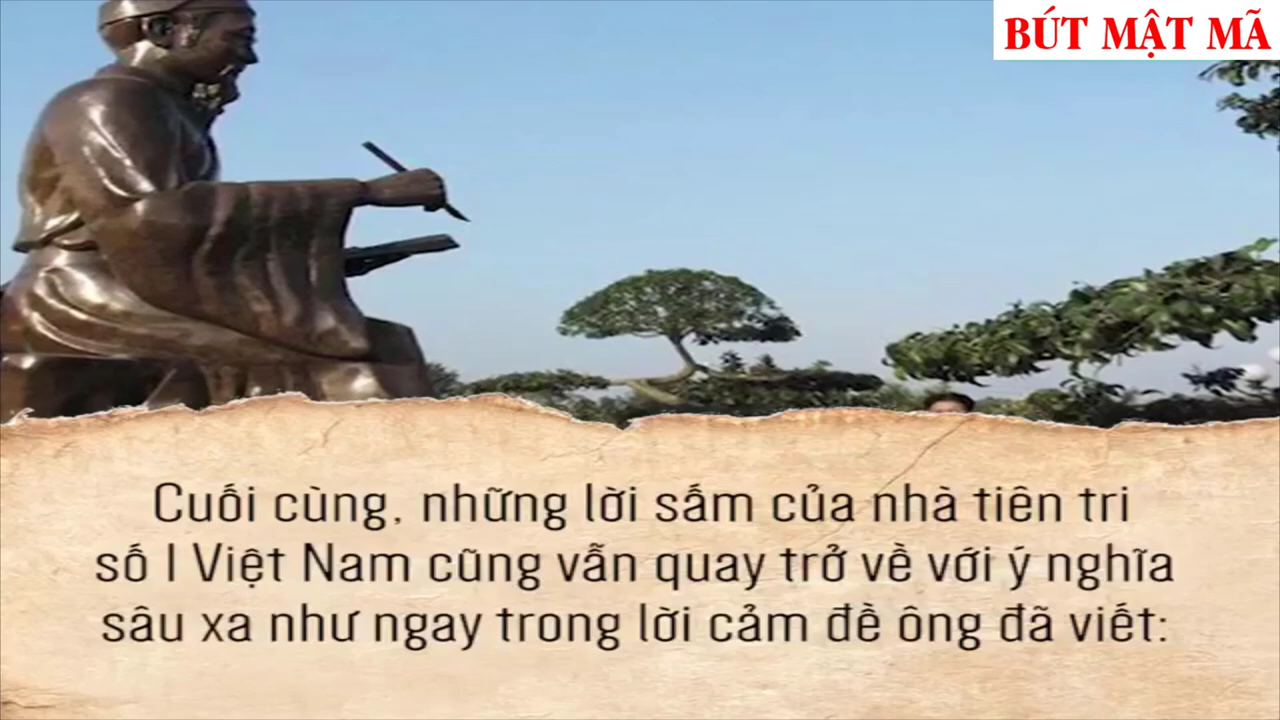 BÚT MẬT MÃ
Cuối cùng, những lời sấm của nhà tiên tri
số 1 Việt Nam cũng vẫn quay trở về với ý nghĩa
sâu xa như ngay trong lời cảm đề ông đã viết: